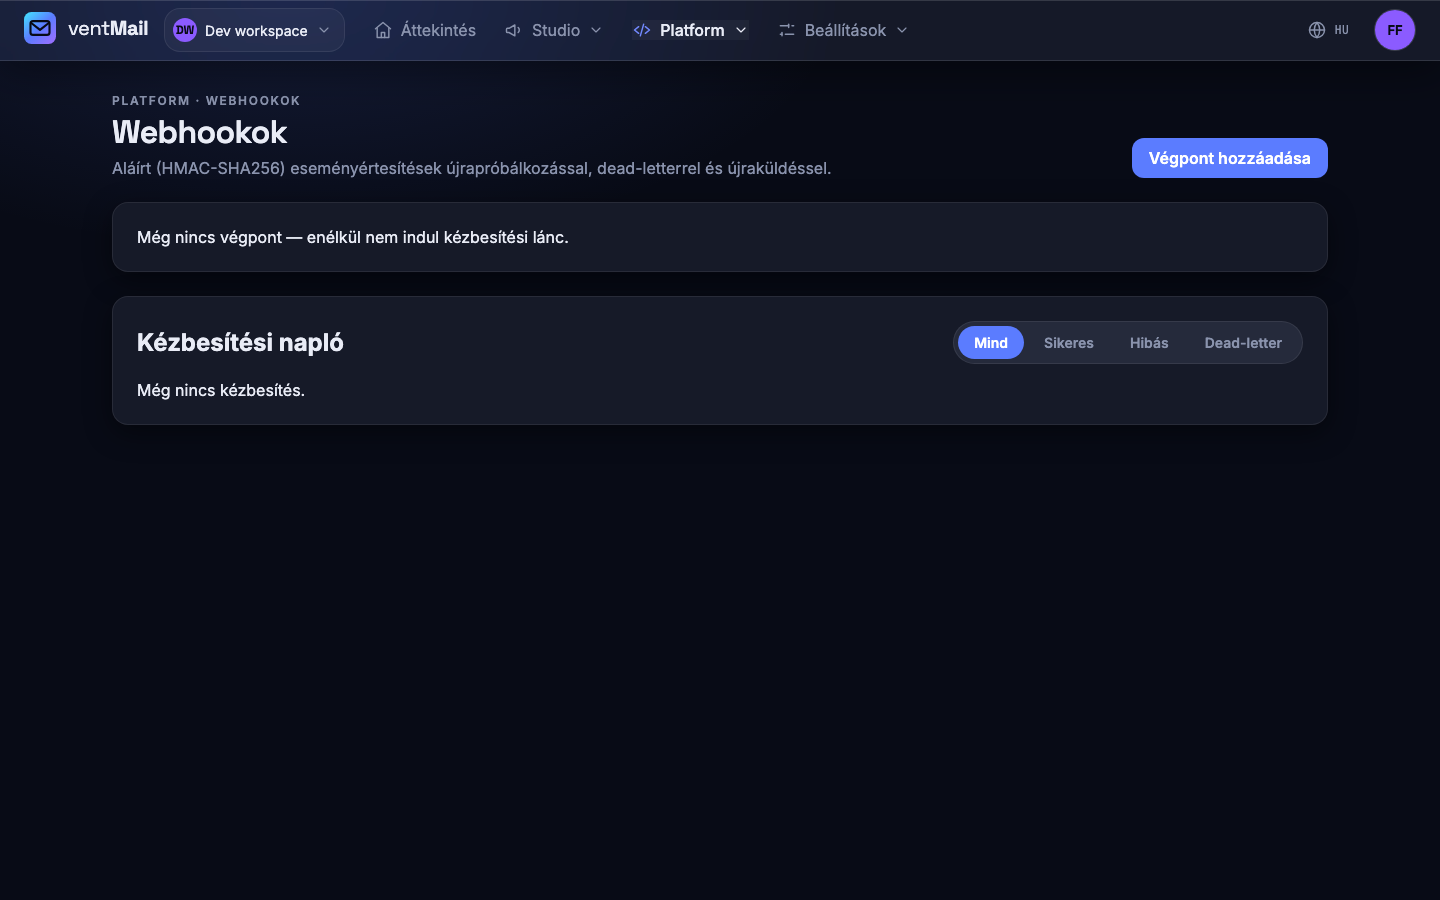 ventMail
DW Dev workspace
Áttekintés
Studio
Platform
Beállítások
HU
FF
PLATFORM · WEBHOOKOK
Webhookok
Aláírt (HMAC-SHA256) eseményértesítések újrapróbálkozással, dead-letterrel és újraküldéssel.
Végpont hozzáadása
Még nincs végpont — enélkül nem indul kézbesítési lánc.
Kézbesítési napló
Mind
Sikeres
Hibás
Dead-letter
Még nincs kézbesítés.